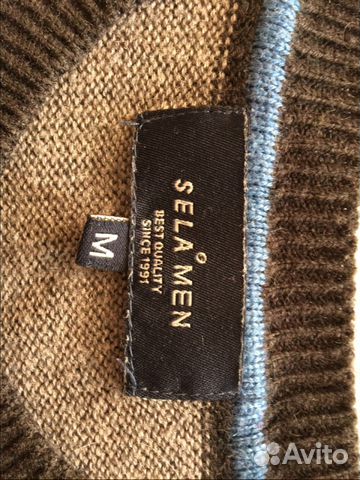 SELA MEN
BEST QUALITY
SINCE 1991
M
Avito